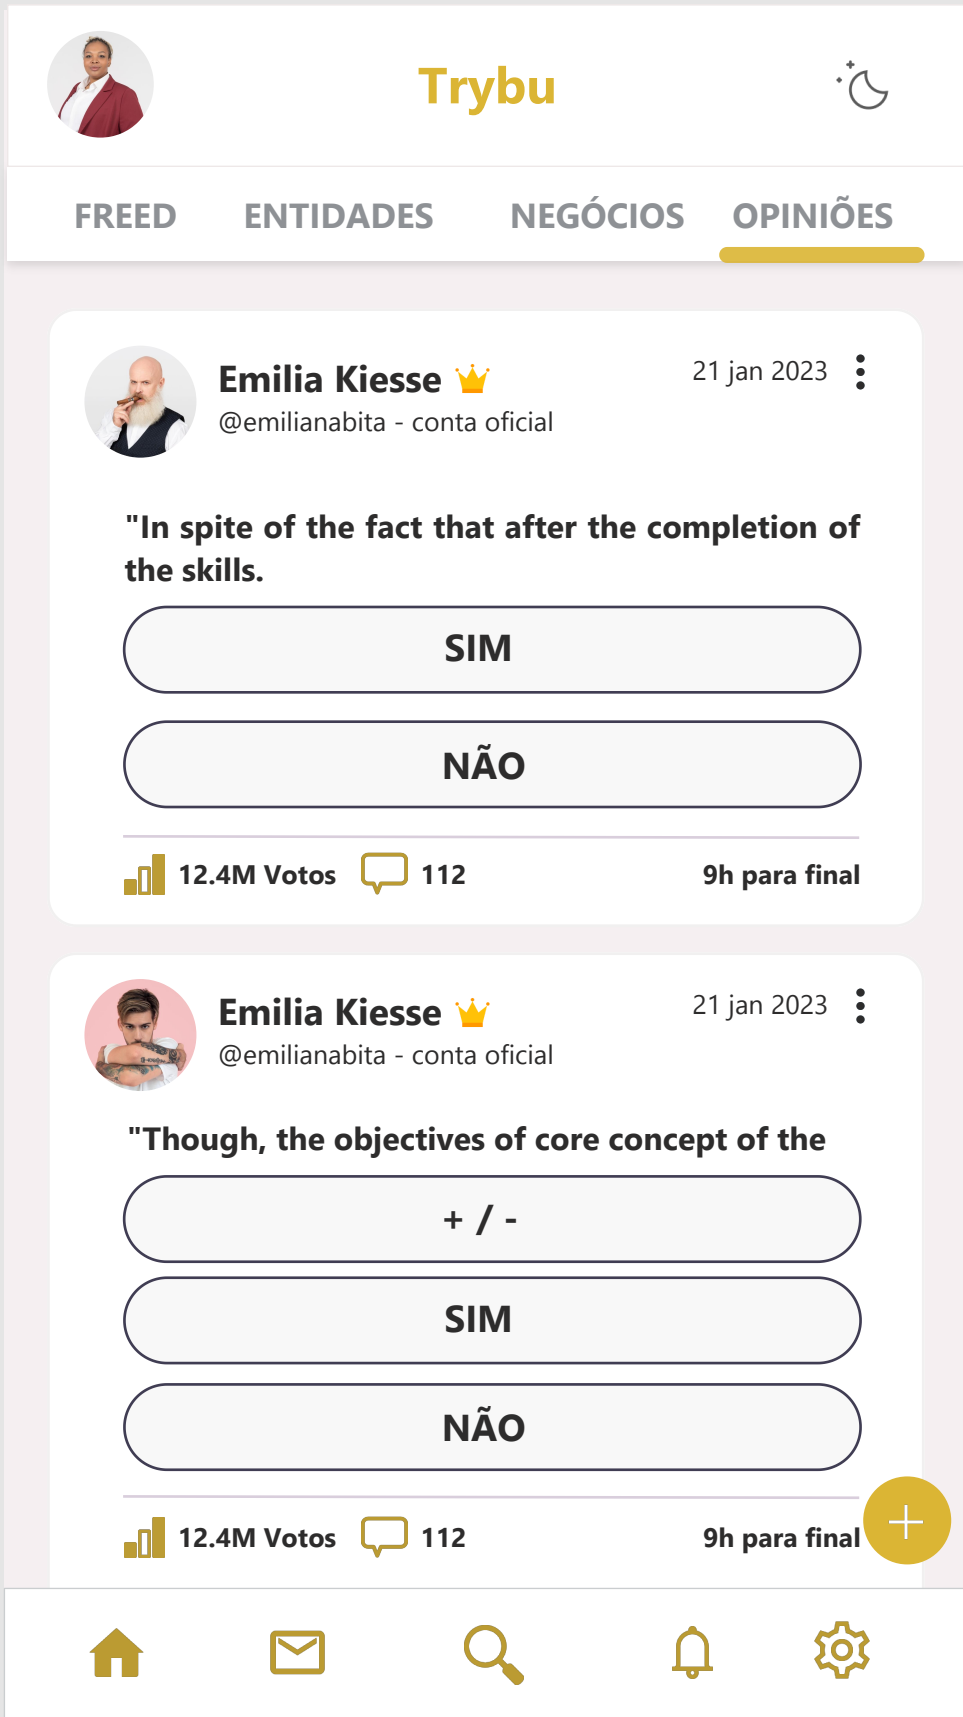 Trybu
FREED ENTIDADES NEGÓCIOS OPINIÕES
Emilia Kiesse
21 jan 2023
@emilianabita - conta oficial
"In spite of the fact that after the completion of
the skills.
SIM
NÃO
12.4M Votos 112 9h para final
Emilia Kiesse
21 jan 2023
@emilianabita - conta oficial
"Though, the objectives of core concept of the
+ / -
SIM
NÃO
12.4M Votos 112 9h para final